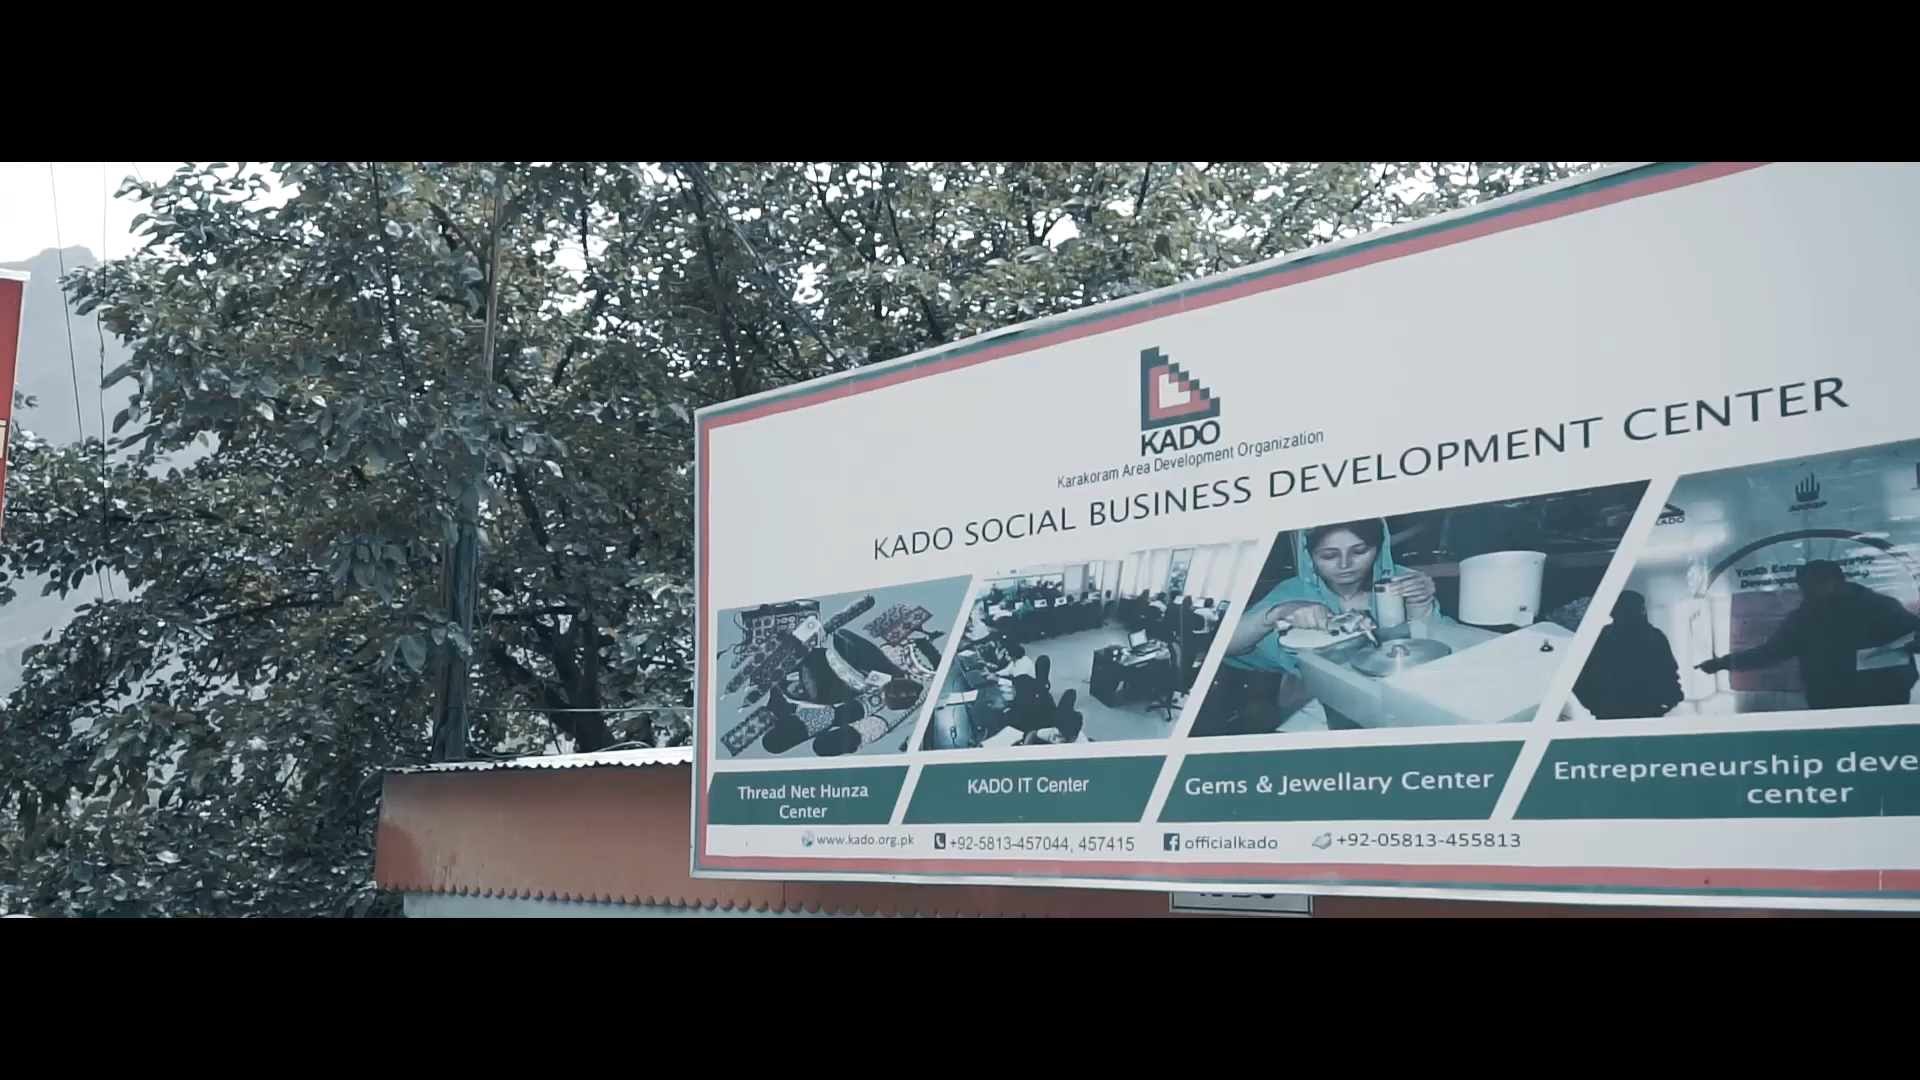 KADO
Karakoram Area Development Organization
KADO SOCIAL BUSINESS DEVELOPMENT CENTER
KADO
Thread Net Hunza
Center
KADO IT Center
Gems & Jewellary Center
Entrepreneurship deve
center
www.kado.org.pk +92-5813-457044, 457415 officialkado +92-05813-455813